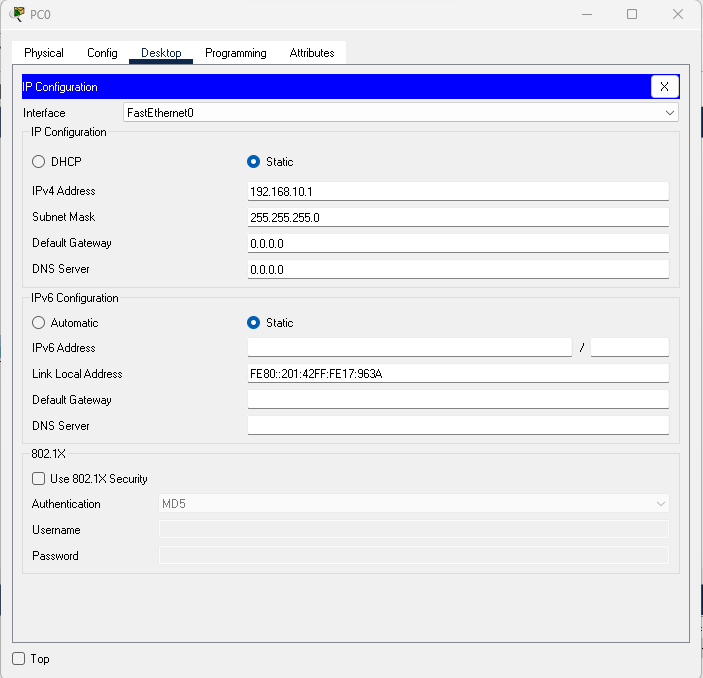 PC0
Physical Config Desktop Programming Attributes
IP Configuration X
Interface FastEthernet0
IP Configuration
DHCP Static
IPv4 Address 192.168.10.1
Subnet Mask 255.255.255.0
Default Gateway 0.0.0.0
DNS Server 0.0.0.0
IPv6 Configuration
Automatic Static
IPv6 Address /
Link Local Address FE80::201:42FF:FE17:963A
Default Gateway
DNS Server
802.1X
Use 802.1X Security
Authentication MD5
Username
Password
Top